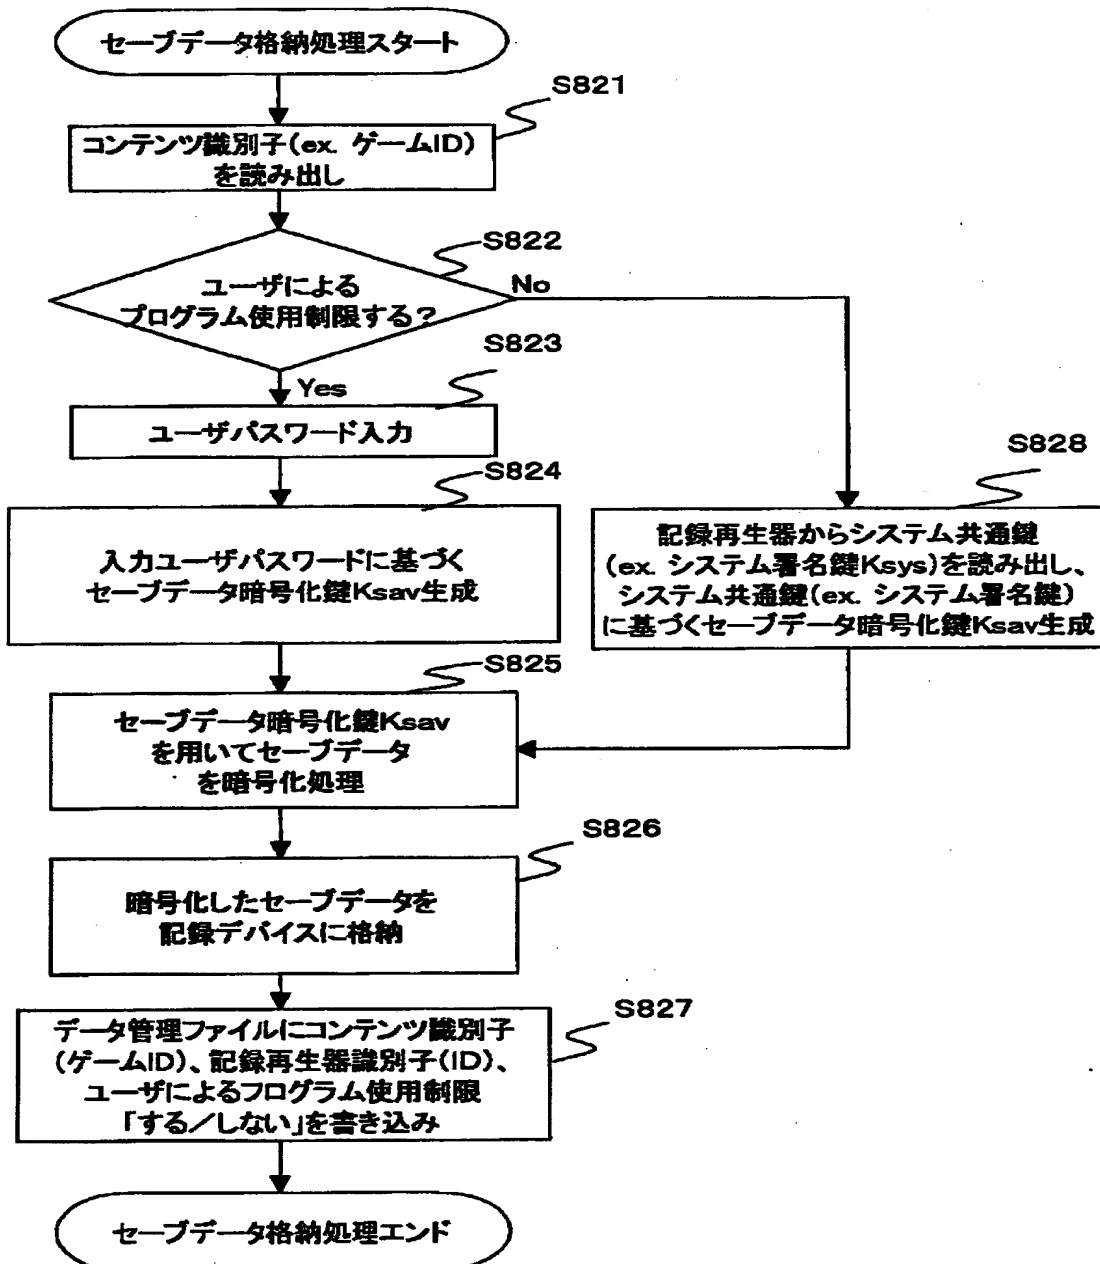 セーブデータ格納処理スタート
S821
コンテンツ識別子(ex. ゲームID)
を読み出し
S822
ユーザによる
プログラム使用制限する?
No
Yes
S823
ユーザパスワード入力
S824
入力ユーザパスワードに基づく
セーブデータ暗号化鍵Ksav生成
S828
記録再生器からシステム共通鍵
(ex. システム署名鍵Ksys)を読み出し、
システム共通鍵(ex. システム署名鍵)
に基づくセーブデータ暗号化鍵Ksav生成
S825
セーブデータ暗号化鍵Ksav
を用いてセーブデータ
を暗号化処理
S826
暗号化したセーブデータを
記録デバイスに格納
S827
データ管理ファイルにコンテンツ識別子
(ゲームID)、記録再生器識別子(ID)、
ユーザによるプログラム使用制限
「する/しない」を書き込み
セーブデータ格納処理エンド